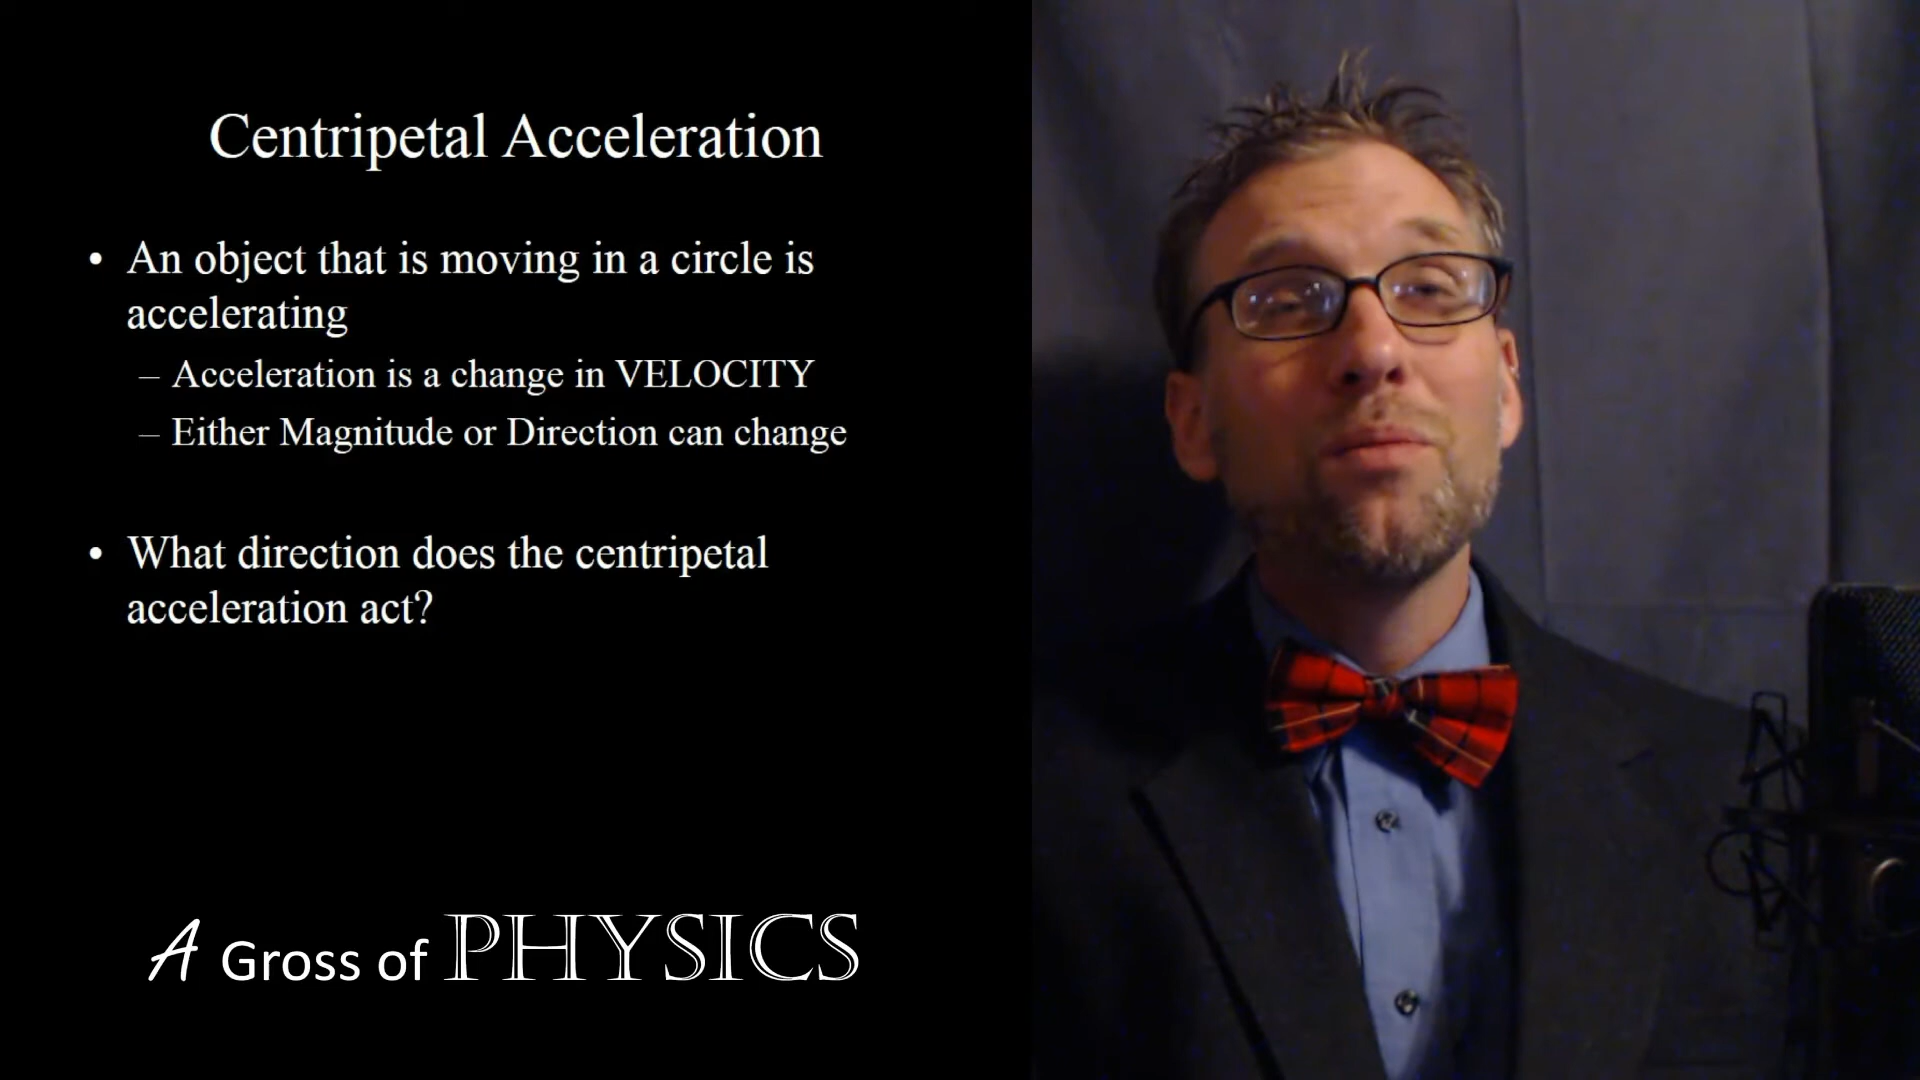 Centripetal Acceleration
• An object that is moving in a circle is
accelerating
– Acceleration is a change in VELOCITY
– Either Magnitude or Direction can change
• What direction does the centripetal
acceleration act?
A Gross of PHYSICS